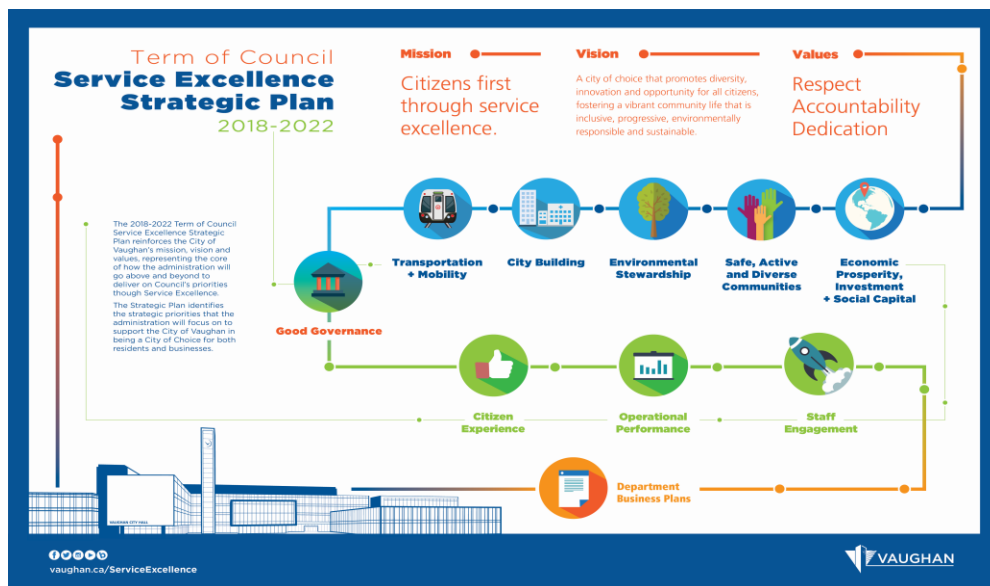 Term of Council
Service Excellence
Strategic Plan
2018-2022
Mission
Citizens first
through service
excellence.
Vision
A city of choice that promotes diversity,
innovation and opportunity for all citizens,
fostering a vibrant community life that is
inclusive, progressive, environmentally
responsible and sustainable.
Values
Respect
Accountability
Dedication
The 2018-2022 Term of Council
Service Excellence Strategic
Plan reinforces the City of
Vaughan's mission, vision and
values, representing the core
of how the administration will
go above and beyond to
deliver on Council's priorities
though Service Excellence.
The Strategic Plan identifies
the strategic priorities that the
administration will focus on to
support the City of Vaughan in
being a City of Choice for both
residents and businesses.
Good Governance
Transportation
+ Mobility
City Building
Environmental
Stewardship
Safe, Active
and Diverse
Communities
Economic
Prosperity,
Investment
+ Social Capital
Citizen
Experience
Operational
Performance
Staff
Engagement
Department
Business Plans
VAUGHAN CITY HALL
vaughan.ca/ServiceExcellence
VAUGHAN